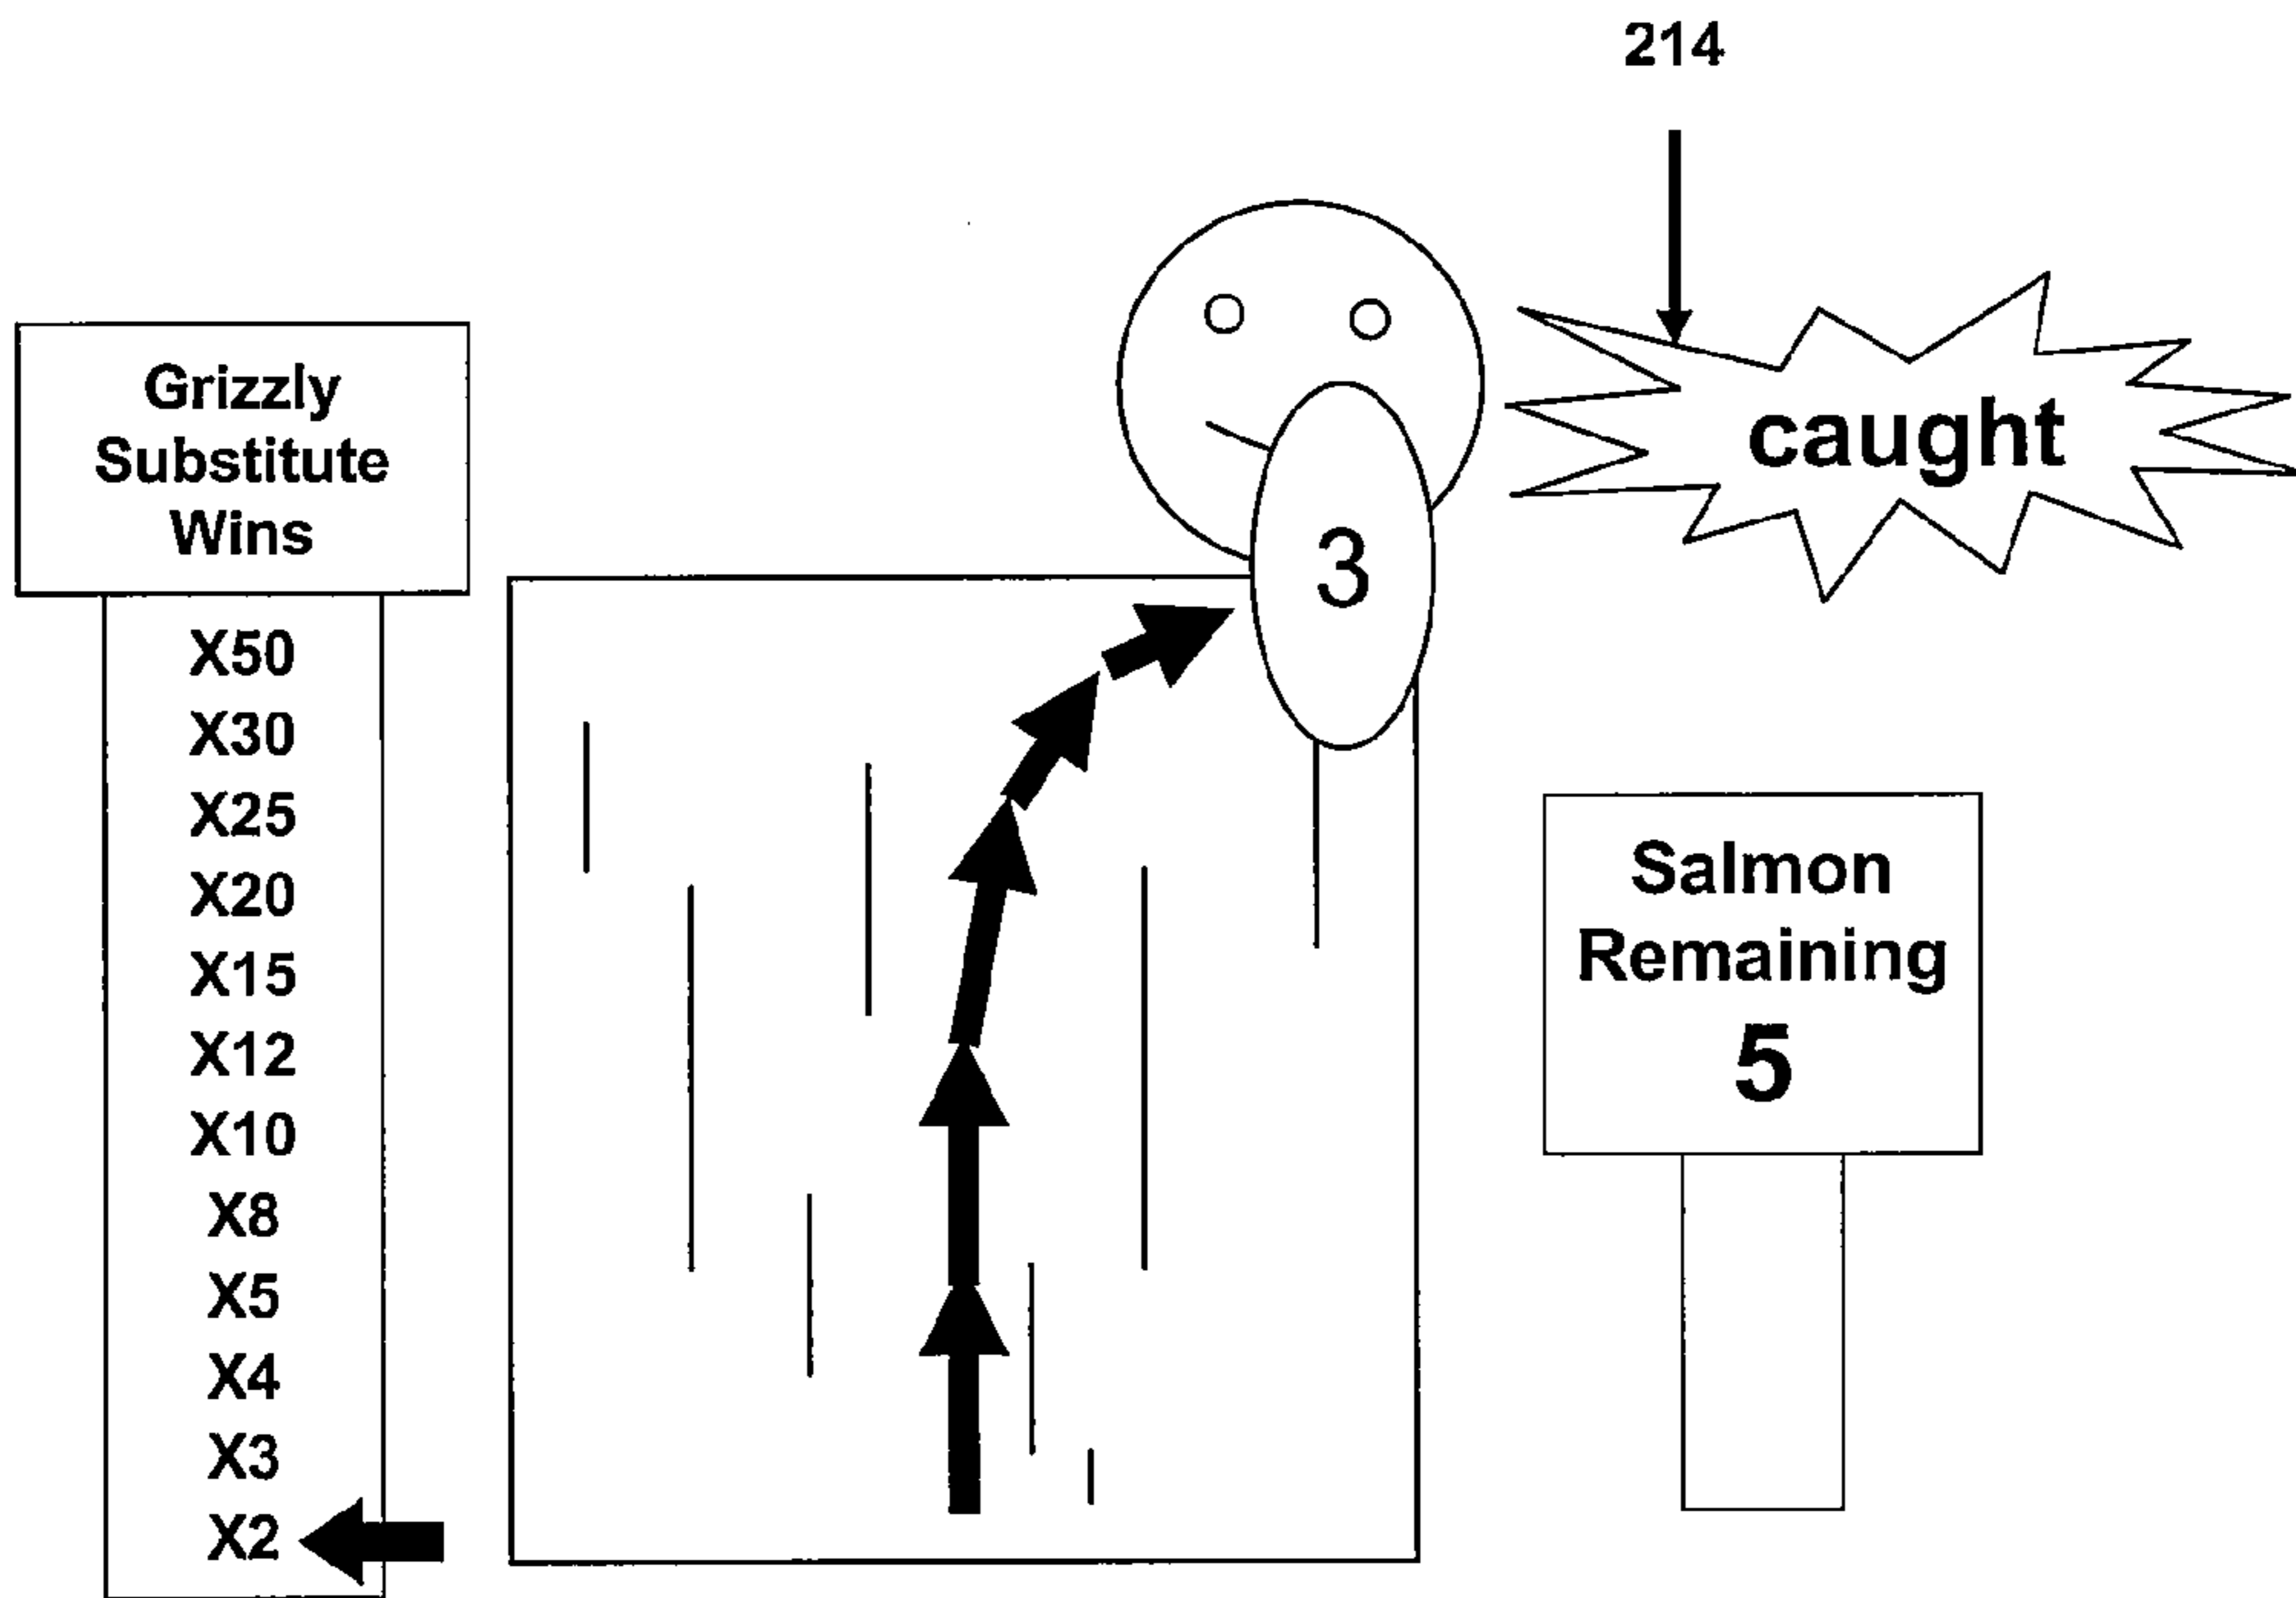 214
Grizzly
Substitute
Wins
caught
3
X50
X30
X25
X20
X15
X12
X10
X8
X5
X4
X3
X2
Salmon
Remaining
5